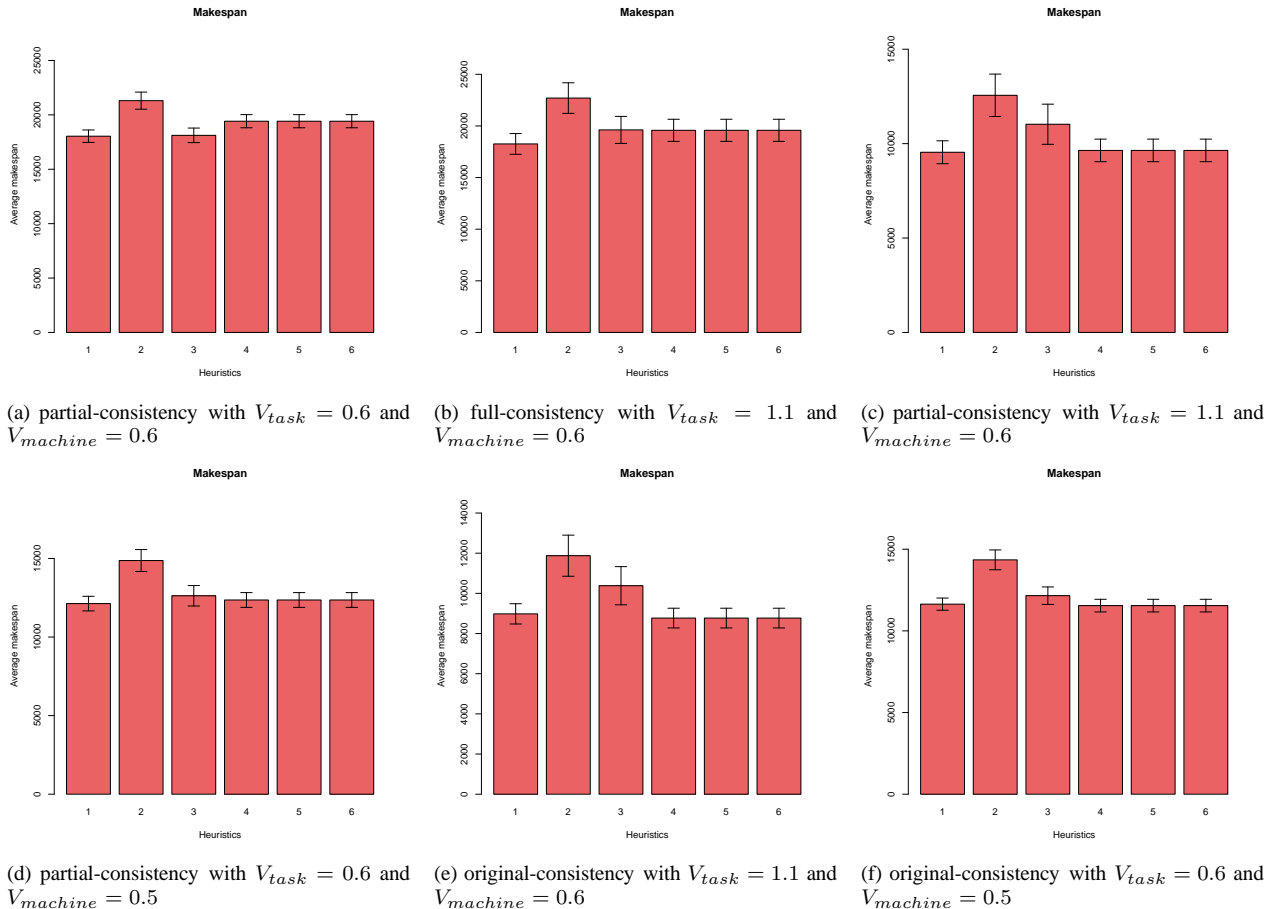 Makespan
Average makespan
0
5000
10000
15000
20000
25000
1 2 3 4 5 6
Heuristics
(a) partial-consistency with V_{task} = 0.6 and
V_{machine} = 0.6
Makespan
Average makespan
0
5000
10000
15000
20000
25000
1 2 3 4 5 6
Heuristics
(b) full-consistency with V_{task} = 1.1 and
V_{machine} = 0.6
Makespan
Average makespan
0
5000
10000
15000
1 2 3 4 5 6
Heuristics
(c) partial-consistency with V_{task} = 1.1 and
V_{machine} = 0.6
Makespan
Average makespan
0
5000
10000
15000
1 2 3 4 5 6
Heuristics
(d) partial-consistency with V_{task} = 0.6 and
V_{machine} = 0.5
Makespan
Average makespan
0
2000
4000
6000
8000
10000
12000
14000
1 2 3 4 5 6
Heuristics
(e) original-consistency with V_{task} = 1.1 and
V_{machine} = 0.6
Makespan
Average makespan
0
5000
10000
15000
1 2 3 4 5 6
Heuristics
(f) original-consistency with V_{task} = 0.6 and
V_{machine} = 0.5